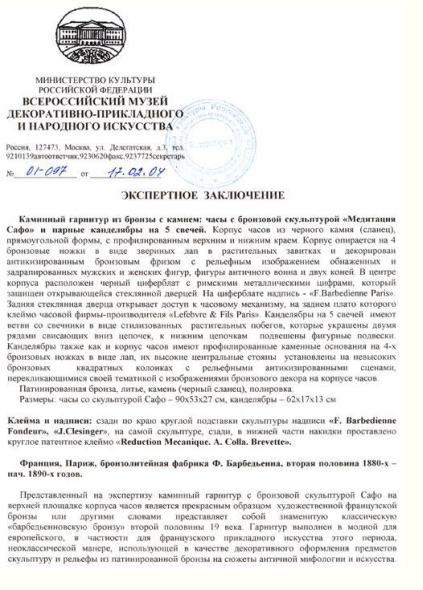 МИНИСТЕРСТВО КУЛЬТУРЫ
РОССИЙСКОЙ ФЕДЕРАЦИИ
ВСЕРОССИЙСКИЙ МУЗЕЙ
ДЕКОРАТИВНО-ПРИКЛАДНОГО
И НАРОДНОГО ИСКУССТВА
Россия, 127473, Москва, ул. Делегатская, д.3, тел.
9210139автоответчик,9230620факс,9237725секретарь
№ 01-097 от 17.02.04
ЭКСПЕРТНОЕ ЗАКЛЮЧЕНИЕ
Каминный гарнитур из бронзы с камнем: часы с бронзовой скульптурой «Медитация
Сафо» и парные канделябры на 5 свечей. Корпус часов из черного камня (сланец),
прямоугольной формы, с профилированным верхним и нижним краем. Корпус опирается на 4
бронзовые ножки в виде звериных лап в растительных завитках и декорирован
антикизированным бронзовым фризом с рельефным изображением обнаженных и
задрапированных мужских и женских фигур, фигуры античного воина и двух коней. В центре
корпуса расположен черный циферблат с римскими металлическими цифрами, который
защищен открывающейся стеклянной дверцей. На циферблате надпись - «F.Barbedienne Paris».
Задняя стеклянная дверца открывает доступ к часовому механизму, на заднем плато которого
клеймо часовой фирмы-производителя «Lefebvre & Fils Paris». Канделябры на 5 свечей имеют
ветви со свечники в виде стилизованных растительных побегов, которые украшены двумя
рядами свисающих вниз цепочек, к нижним цепочкам подвешены фигурные подвески.
Канделябры также как и корпус часов имеют профилированные каменные основания на 4-х
бронзовых ножках в виде лап, их высокие центральные стояны установлены на невысоких
бронзовых квадратных колонках с рельефными антикизированными сценами,
перекликающимися своей тематикой с изображениями бронзового декора на корпусе часов.
Патинированная бронза, литье, камень (черный сланец), полировка.
Размеры: часы со скульптурой Сафо – 90х53х27 см, канделябры – 62х17х13 см
Клейма и надписи: сзади по краю круглой подставки скульптуры надписи «F. Barbedienne
Fondeur», «J.Clesinger», на самой скульптуре, сзади, в нижней части накидки проставлено
круглое патентное клеймо «Reduction Mecanique. A. Colla. Brevette».
Франция, Париж, бронзолитейная фабрика Ф. Барбедьенна, вторая половина 1880-х –
нач. 1890-х годов.
Представленный на экспертизу каминный гарнитур с бронзовой скульптурой Сафо на
верхней площадке корпуса часов является прекрасным образцом художественной французской
бронзы или другими словами представляет собой знаменитую классическую
«барбедьенновскую бронзу» второй половины 19 века. Гарнитур выполнен в модной для
европейского, в частности для французского прикладного искусства этого периода,
неоклассической манере, использующей в качестве декоративного оформления предметов
скульптуру и рельефы из патинированной бронзы на сюжеты античной мифологии и искусства.